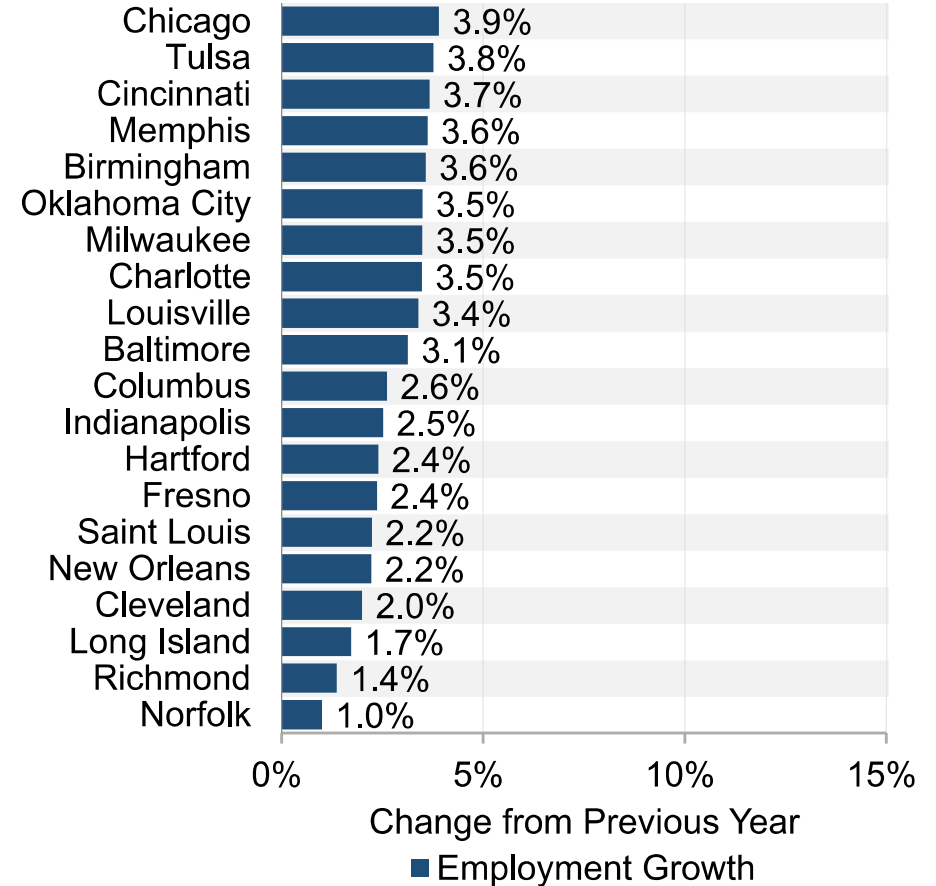 Chicago 3.9%
Tulsa 3.8%
Cincinnati 3.7%
Memphis 3.6%
Birmingham 3.6%
Oklahoma City 3.5%
Milwaukee 3.5%
Charlotte 3.5%
Louisville 3.4%
Baltimore 3.1%
Columbus 2.6%
Indianapolis 2.5%
Hartford 2.4%
Fresno 2.4%
Saint Louis 2.2%
New Orleans 2.2%
Cleveland 2.0%
Long Island 1.7%
Richmond 1.4%
Norfolk 1.0%
0% 5% 10% 15%
Change from Previous Year
Employment Growth